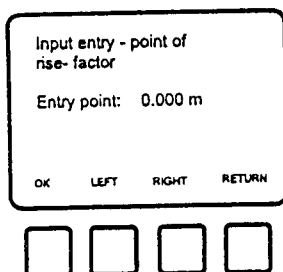 Input entry - point of
rise- factor
Entry point: 0.000 m
OK LEFT RIGHT RETURN